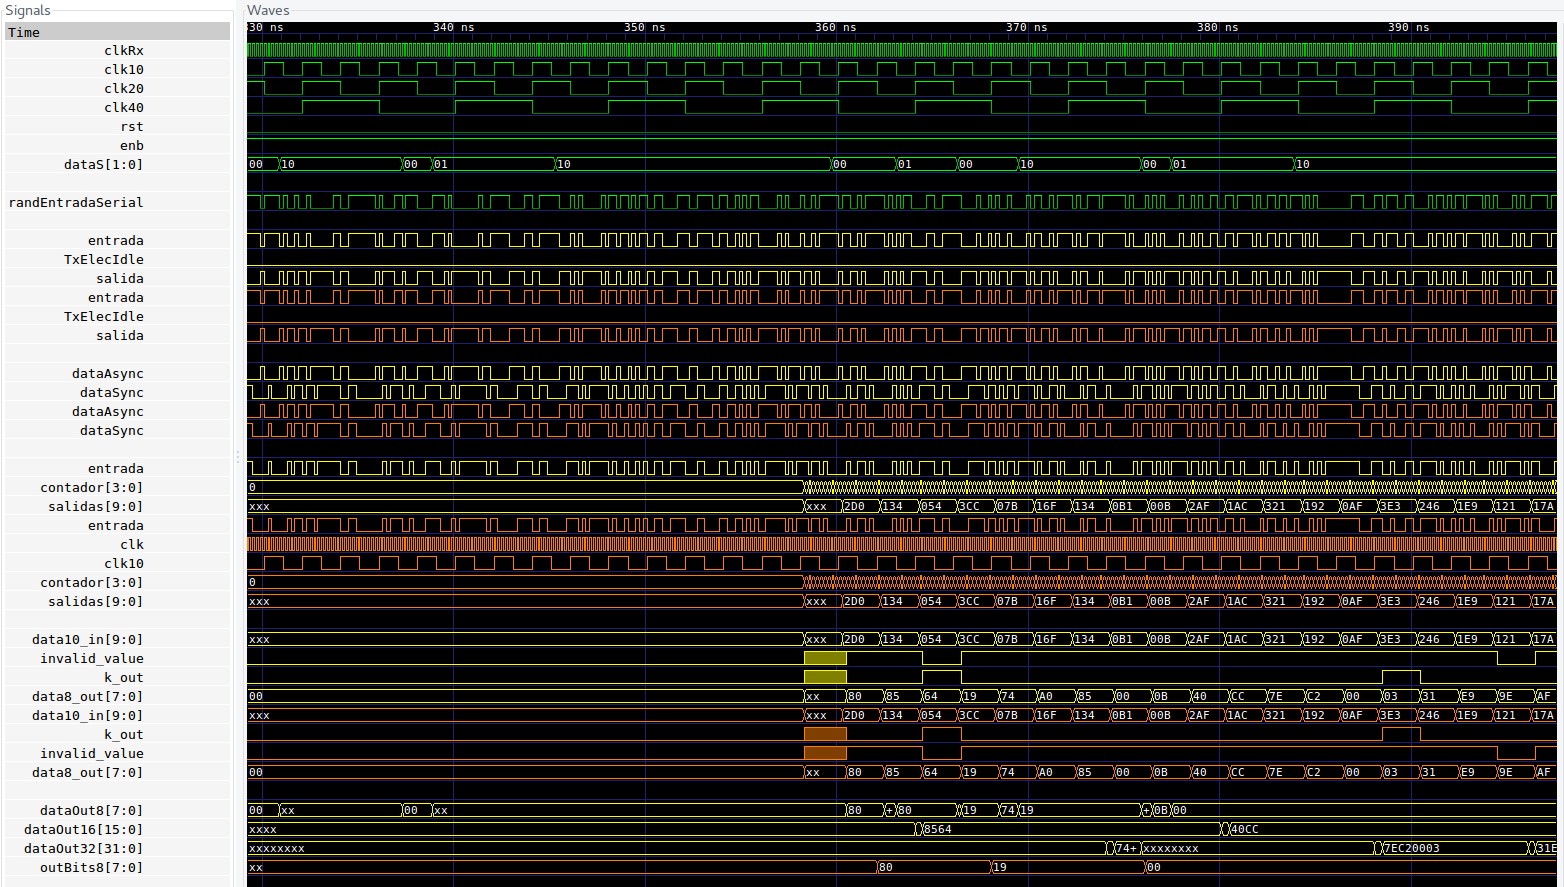 Signals Waves
Time 330 ns 340 ns 350 ns 360 ns 370 ns 380 ns 390 ns
clkRx
clk10
clk20
clk40
rst
enb
dataS[1:0] 00 10 00 01 10 00 01 00 10 00 01 10
randEntradaSerial
entrada
TxElecIdle
salida
entrada
TxElecIdle
salida
dataAsync
dataSync
dataAsync
dataSync
entrada
contador[3:0] 0
salidas[9:0] xxx xxx 2D0 134 054 3CC 07B 16F 134 0B1 00B 2AF 1AC 321 192 0AF 3E3 246 1E9 121 17A
entrada
clk
clk10
contador[3:0] 0
salidas[9:0] xxx xxx 2D0 134 054 3CC 07B 16F 134 0B1 00B 2AF 1AC 321 192 0AF 3E3 246 1E9 121 17A
data10_in[9:0] xxx xxx 2D0 134 054 3CC 07B 16F 134 0B1 00B 2AF 1AC 321 192 0AF 3E3 246 1E9 121 17A
invalid_value
k_out
data8_out[7:0] 00 xx 80 85 64 19 74 A0 85 00 0B 40 CC 7E C2 00 03 31 E9 9E AF
data10_in[9:0] xxx xxx 2D0 134 054 3CC 07B 16F 134 0B1 00B 2AF 1AC 321 192 0AF 3E3 246 1E9 121 17A
k_out
invalid_value
data8_out[7:0] 00 xx 80 85 64 19 74 A0 85 00 0B 40 CC 7E C2 00 03 31 E9 9E AF
dataOut8[7:0] 00 xx 00 xx 80 + 80 19 74 19 + 0B 00
dataOut16[15:0] xxxx 8564 40CC
dataOut32[31:0] xxxxxxxx 74+ xxxxxxxx 7EC20003 31E
outBits8[7:0] xx 80 19 00